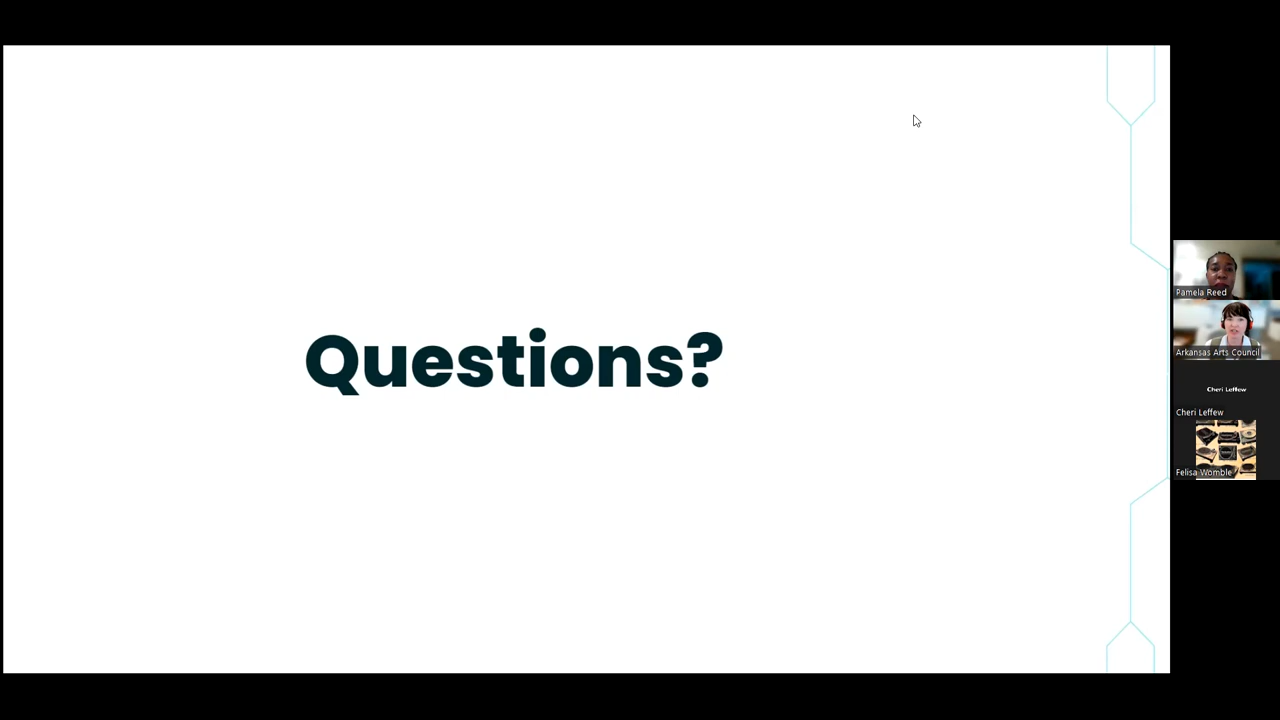 Questions?
Pamela Reed
Arkansas Arts Council
Cheri Leffew
Cheri Leffew
Felisa Womble